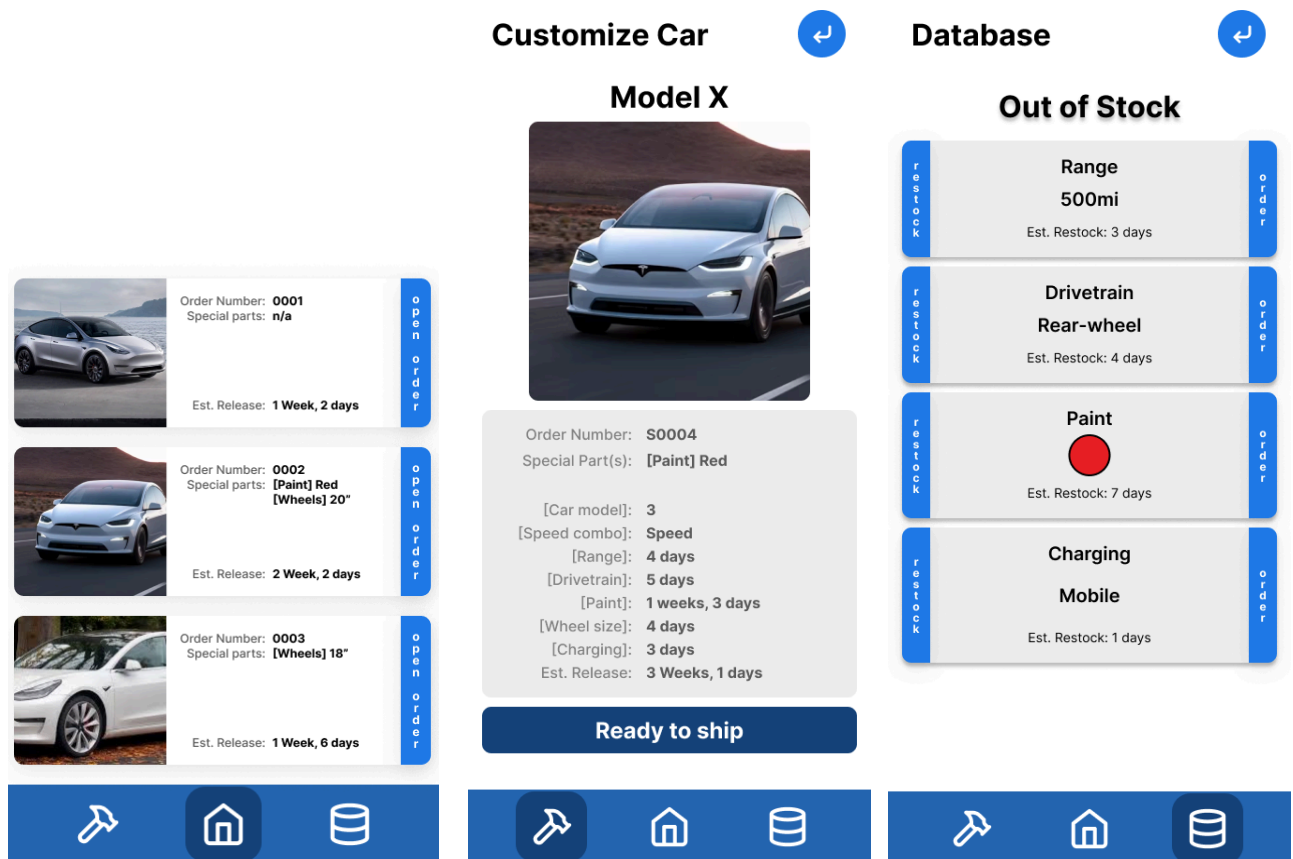 Order Number: 0001
Special parts: n/a
Est. Release: 1 Week, 2 days
open order
Order Number: 0002
Special parts: [Paint] Red
[Wheels] 20”
Est. Release: 2 Week, 2 days
open order
Order Number: 0003
Special parts: [Wheels] 18”
Est. Release: 1 Week, 6 days
open order
Customize Car
Model X
Order Number: S0004
Special Part(s): [Paint] Red
[Car model]: 3
[Speed combo]: Speed
[Range]: 4 days
[Drivetrain]: 5 days
[Paint]: 1 weeks, 3 days
[Wheel size]: 4 days
[Charging]: 3 days
Est. Release: 3 Weeks, 1 days
Ready to ship
Database
Out of Stock
restock
Range
500mi
Est. Restock: 3 days
order
restock
Drivetrain
Rear-wheel
Est. Restock: 4 days
order
restock
Paint
Est. Restock: 7 days
order
restock
Charging
Mobile
Est. Restock: 1 days
order